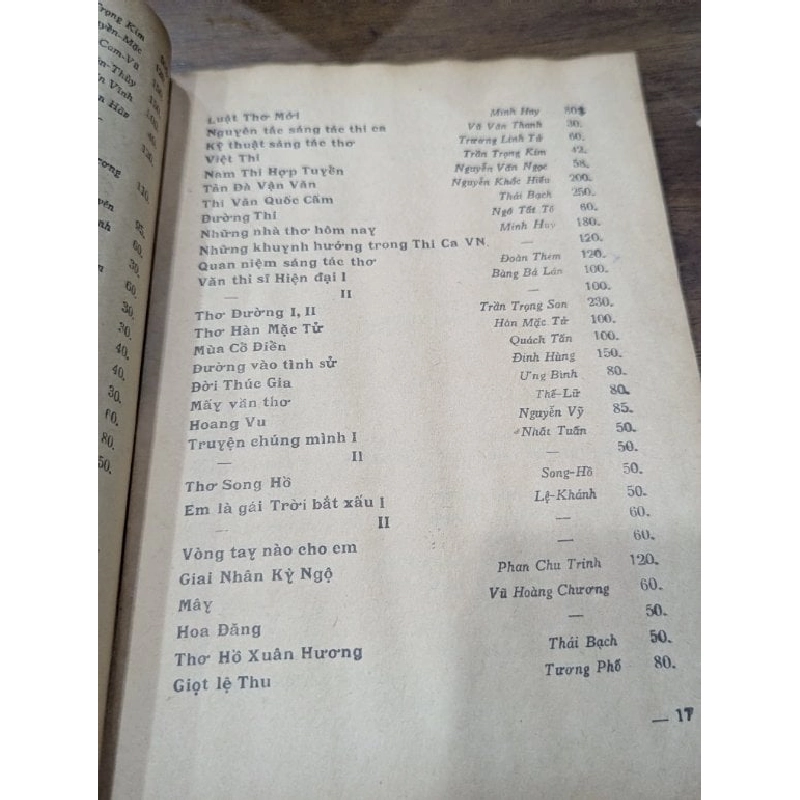 Trọng Kim
Luật Thơ Mới Minh Huy 80$
Nguyên tắc sáng tác thi ca Võ Văn Thanh 30.
Kỹ thuật sáng tác thơ Trương Linh Tử 60.
Việt Thi Trần Trọng Kim 42.
Nam Thi Hợp Tuyển Nguyễn Văn Ngọc 58.
Tản Đà Vận Văn Nguyễn Khắc Hiếu 200.
Thi Văn Quốc Cấm Thái Bạch 250.
Đường Thi Ngô Tất Tố 60.
Những nhà thơ hôm nay Minh Huy 180.
Những khuynh hướng trong Thi Ca VN. — 120.
Quan niệm sáng tác thơ Đoàn Thêm 120.
Văn thi sĩ Hiện đại I Bàng Bá Lân 100.
— II — 100.
Thơ Đường I, II Trần Trọng San 230.
Thơ Hàn Mặc Tử Hàn Mặc Tử 100.
Mùa Cổ Điển Quách Tấn 100.
Đường vào tình sử Đinh Hùng 150.
Đời Thúc Gia Ưng Bình 80.
Mấy vần thơ Thế-Lữ 80.
Hoang Vu Nguyễn Vỹ 85.
Truyện chúng mình I Nhất Tuấn 50.
— II — 50.
Thơ Song Hồ Song-Hồ 50.
Em là gái Trời bắt xấu I Lệ-Khánh 50.
— II — 60.
Vòng tay nào cho em — 60.
Giai Nhân Kỳ Ngộ Phan Chu Trinh 120.
Mây Vũ Hoàng Chương 60.
Hoa Đăng — 50.
Thơ Hồ Xuân Hương Thái Bạch 50.
Giọt lệ Thu Tương Phố 80.
— 17